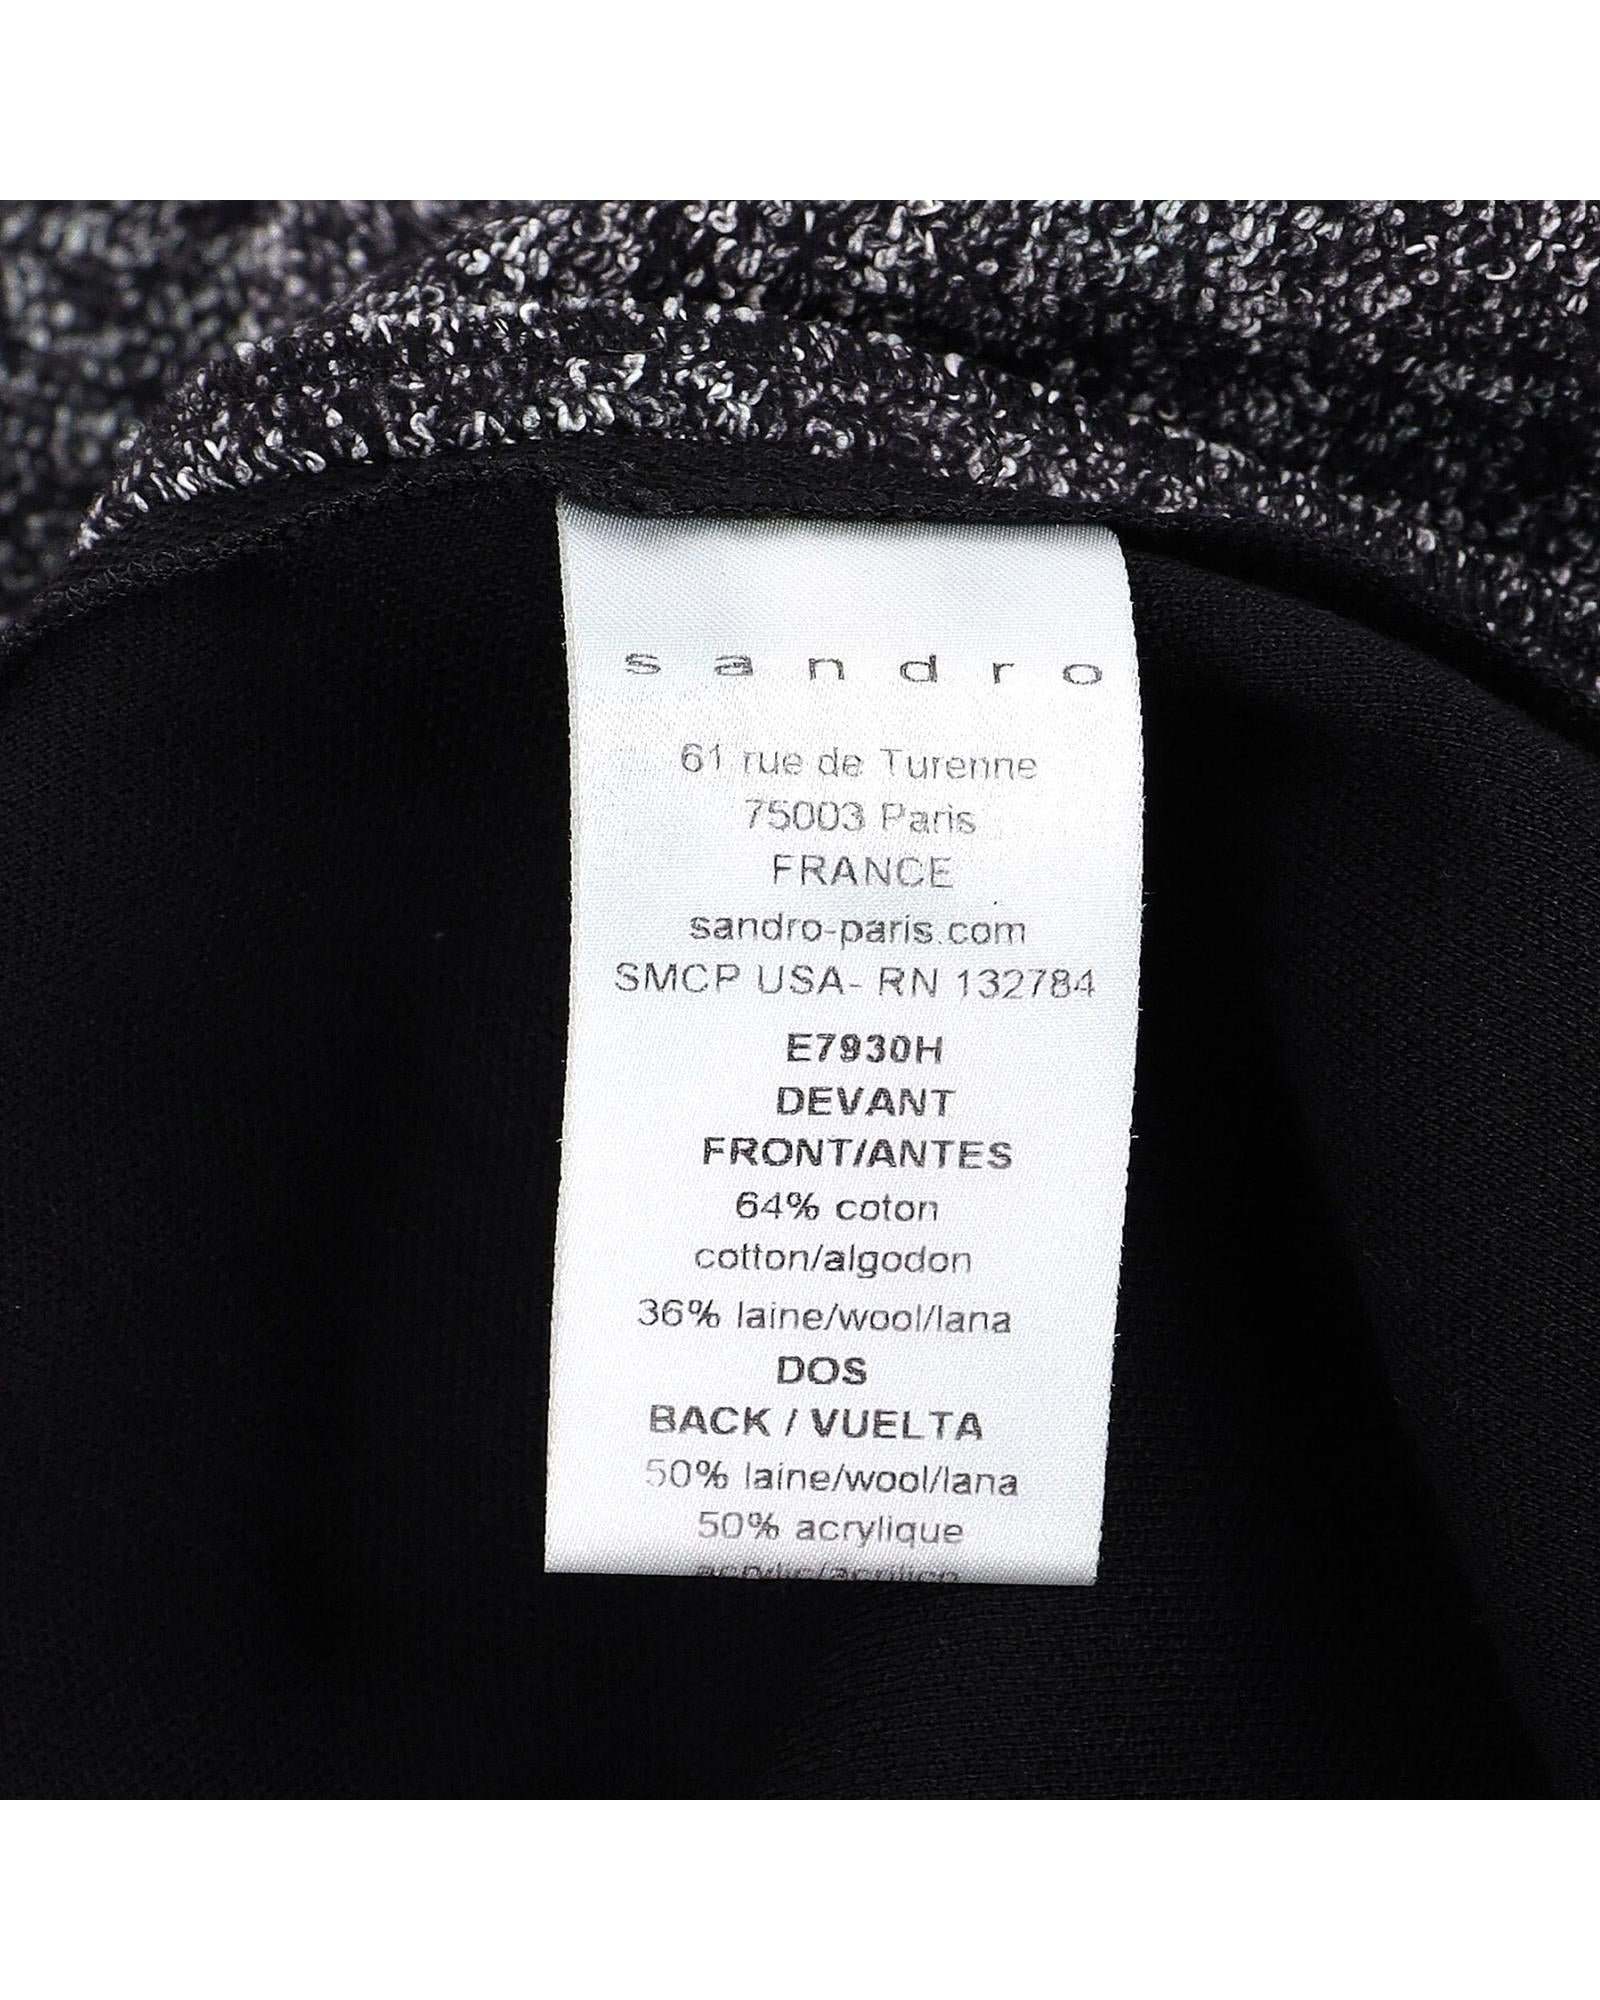 sandro
61 rue de Turenne
75003 Paris
FRANCE
sandro-paris.com
SMCP USA- RN 132784
E7930H
DEVANT
FRONT/ANTES
64% coton
cotton/algodon
36% laine/wool/lana
DOS
BACK / VUELTA
50% laine/wool/lana
50% acrylique